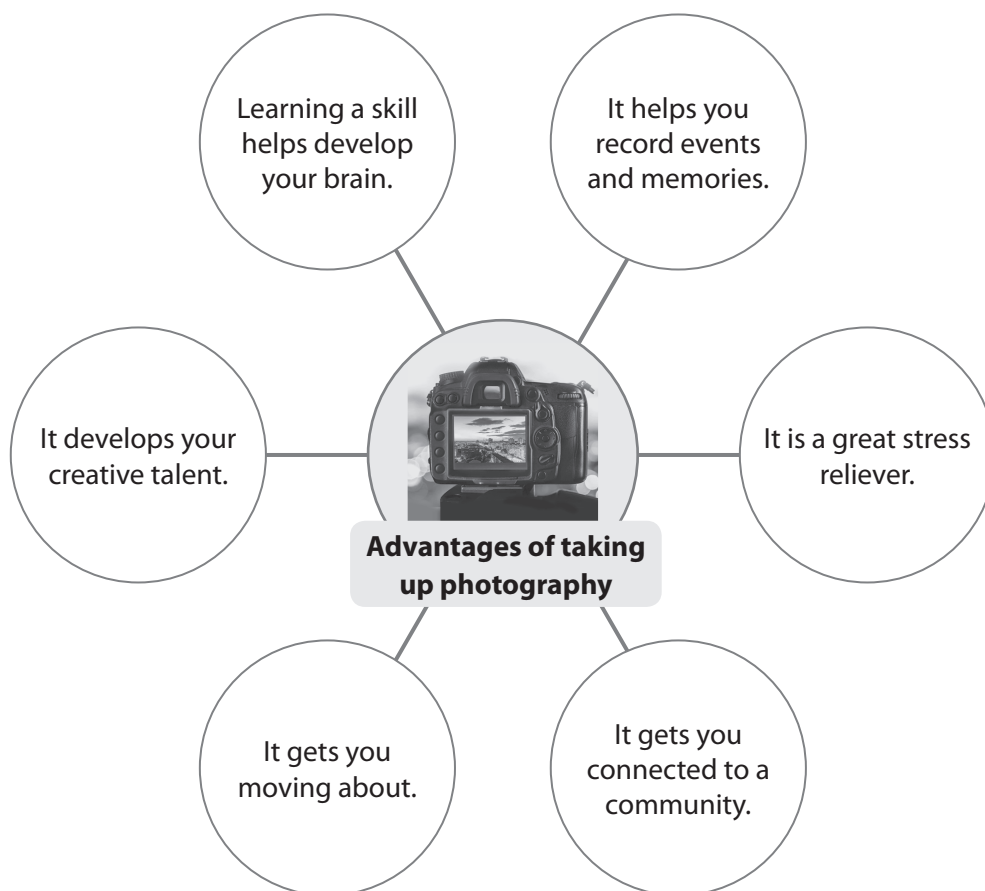 Learning a skill
helps develop
your brain.
It helps you
record events
and memories.
It develops your
creative talent.
It is a great stress
reliever.
Advantages of taking
up photography
It gets you
moving about.
It gets you
connected to a
community.